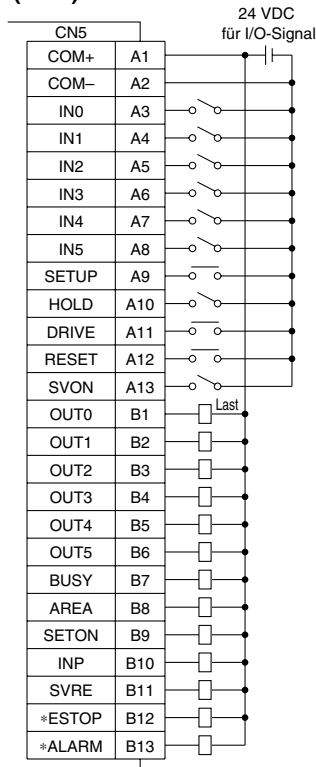 24 VDC
für I/O-Signal
CN5
COM+ A1
COM– A2
IN0 A3
IN1 A4
IN2 A5
IN3 A6
IN4 A7
IN5 A8
SETUP A9
HOLD A10
DRIVE A11
RESET A12
SVON A13
OUT0 B1 Last
OUT1 B2
OUT2 B3
OUT3 B4
OUT4 B5
OUT5 B6
BUSY B7
AREA B8
SETON B9
INP B10
SVRE B11
*ESTOP B12
*ALARM B13